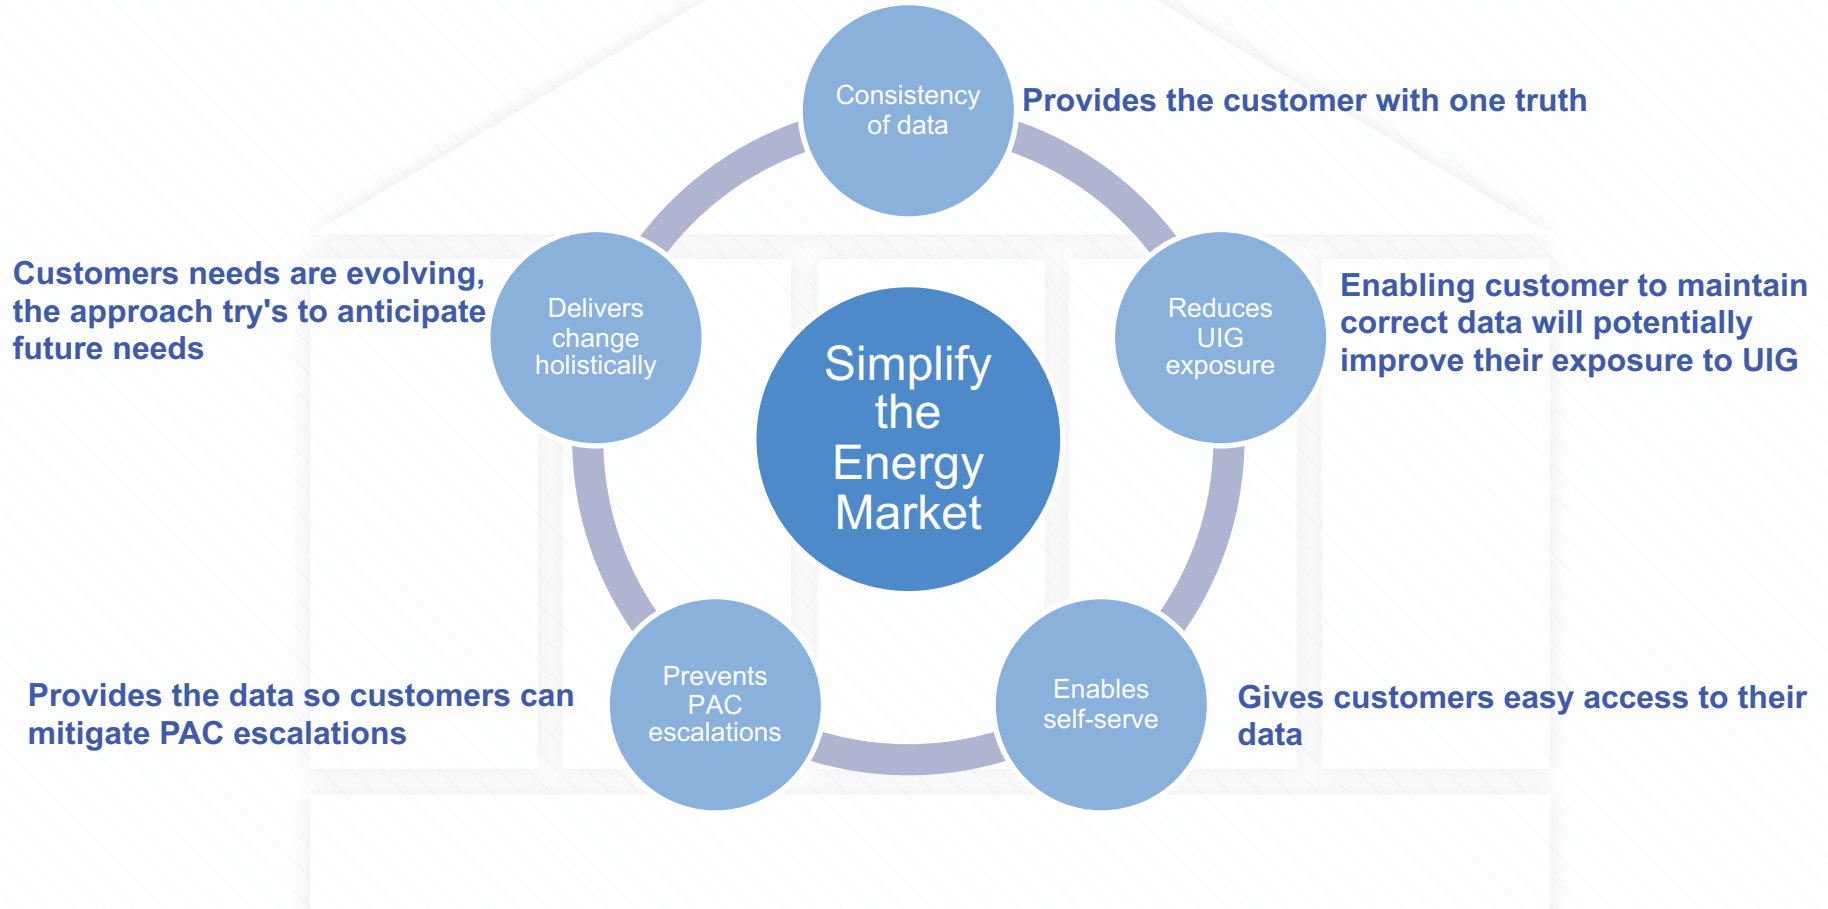 Consistency
of data
Provides the customer with one truth
Customers needs are evolving,
the approach try's to anticipate
future needs
Delivers
change
holistically
Simplify
the
Energy
Market
Reduces
UIG
exposure
Enabling customer to maintain
correct data will potentially
improve their exposure to UIG
Provides the data so customers can
mitigate PAC escalations
Prevents
PAC
escalations
Enables
self-serve
Gives customers easy access to their
data